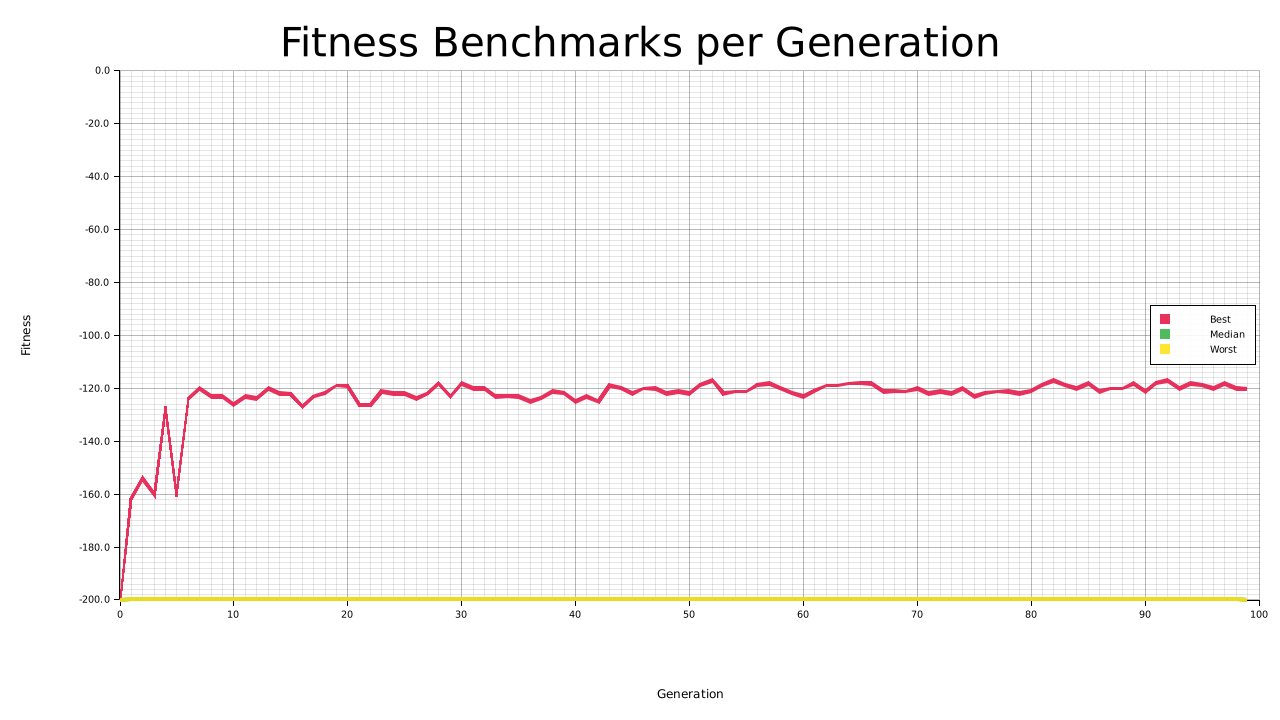 Fitness Benchmarks per Generation
0.0
-20.0
-40.0
-60.0
-80.0
-100.0
-120.0
-140.0
-160.0
-180.0
-200.0
Fitness
Best
Median
Worst
0 10 20 30 40 50 60 70 80 90 100
Generation